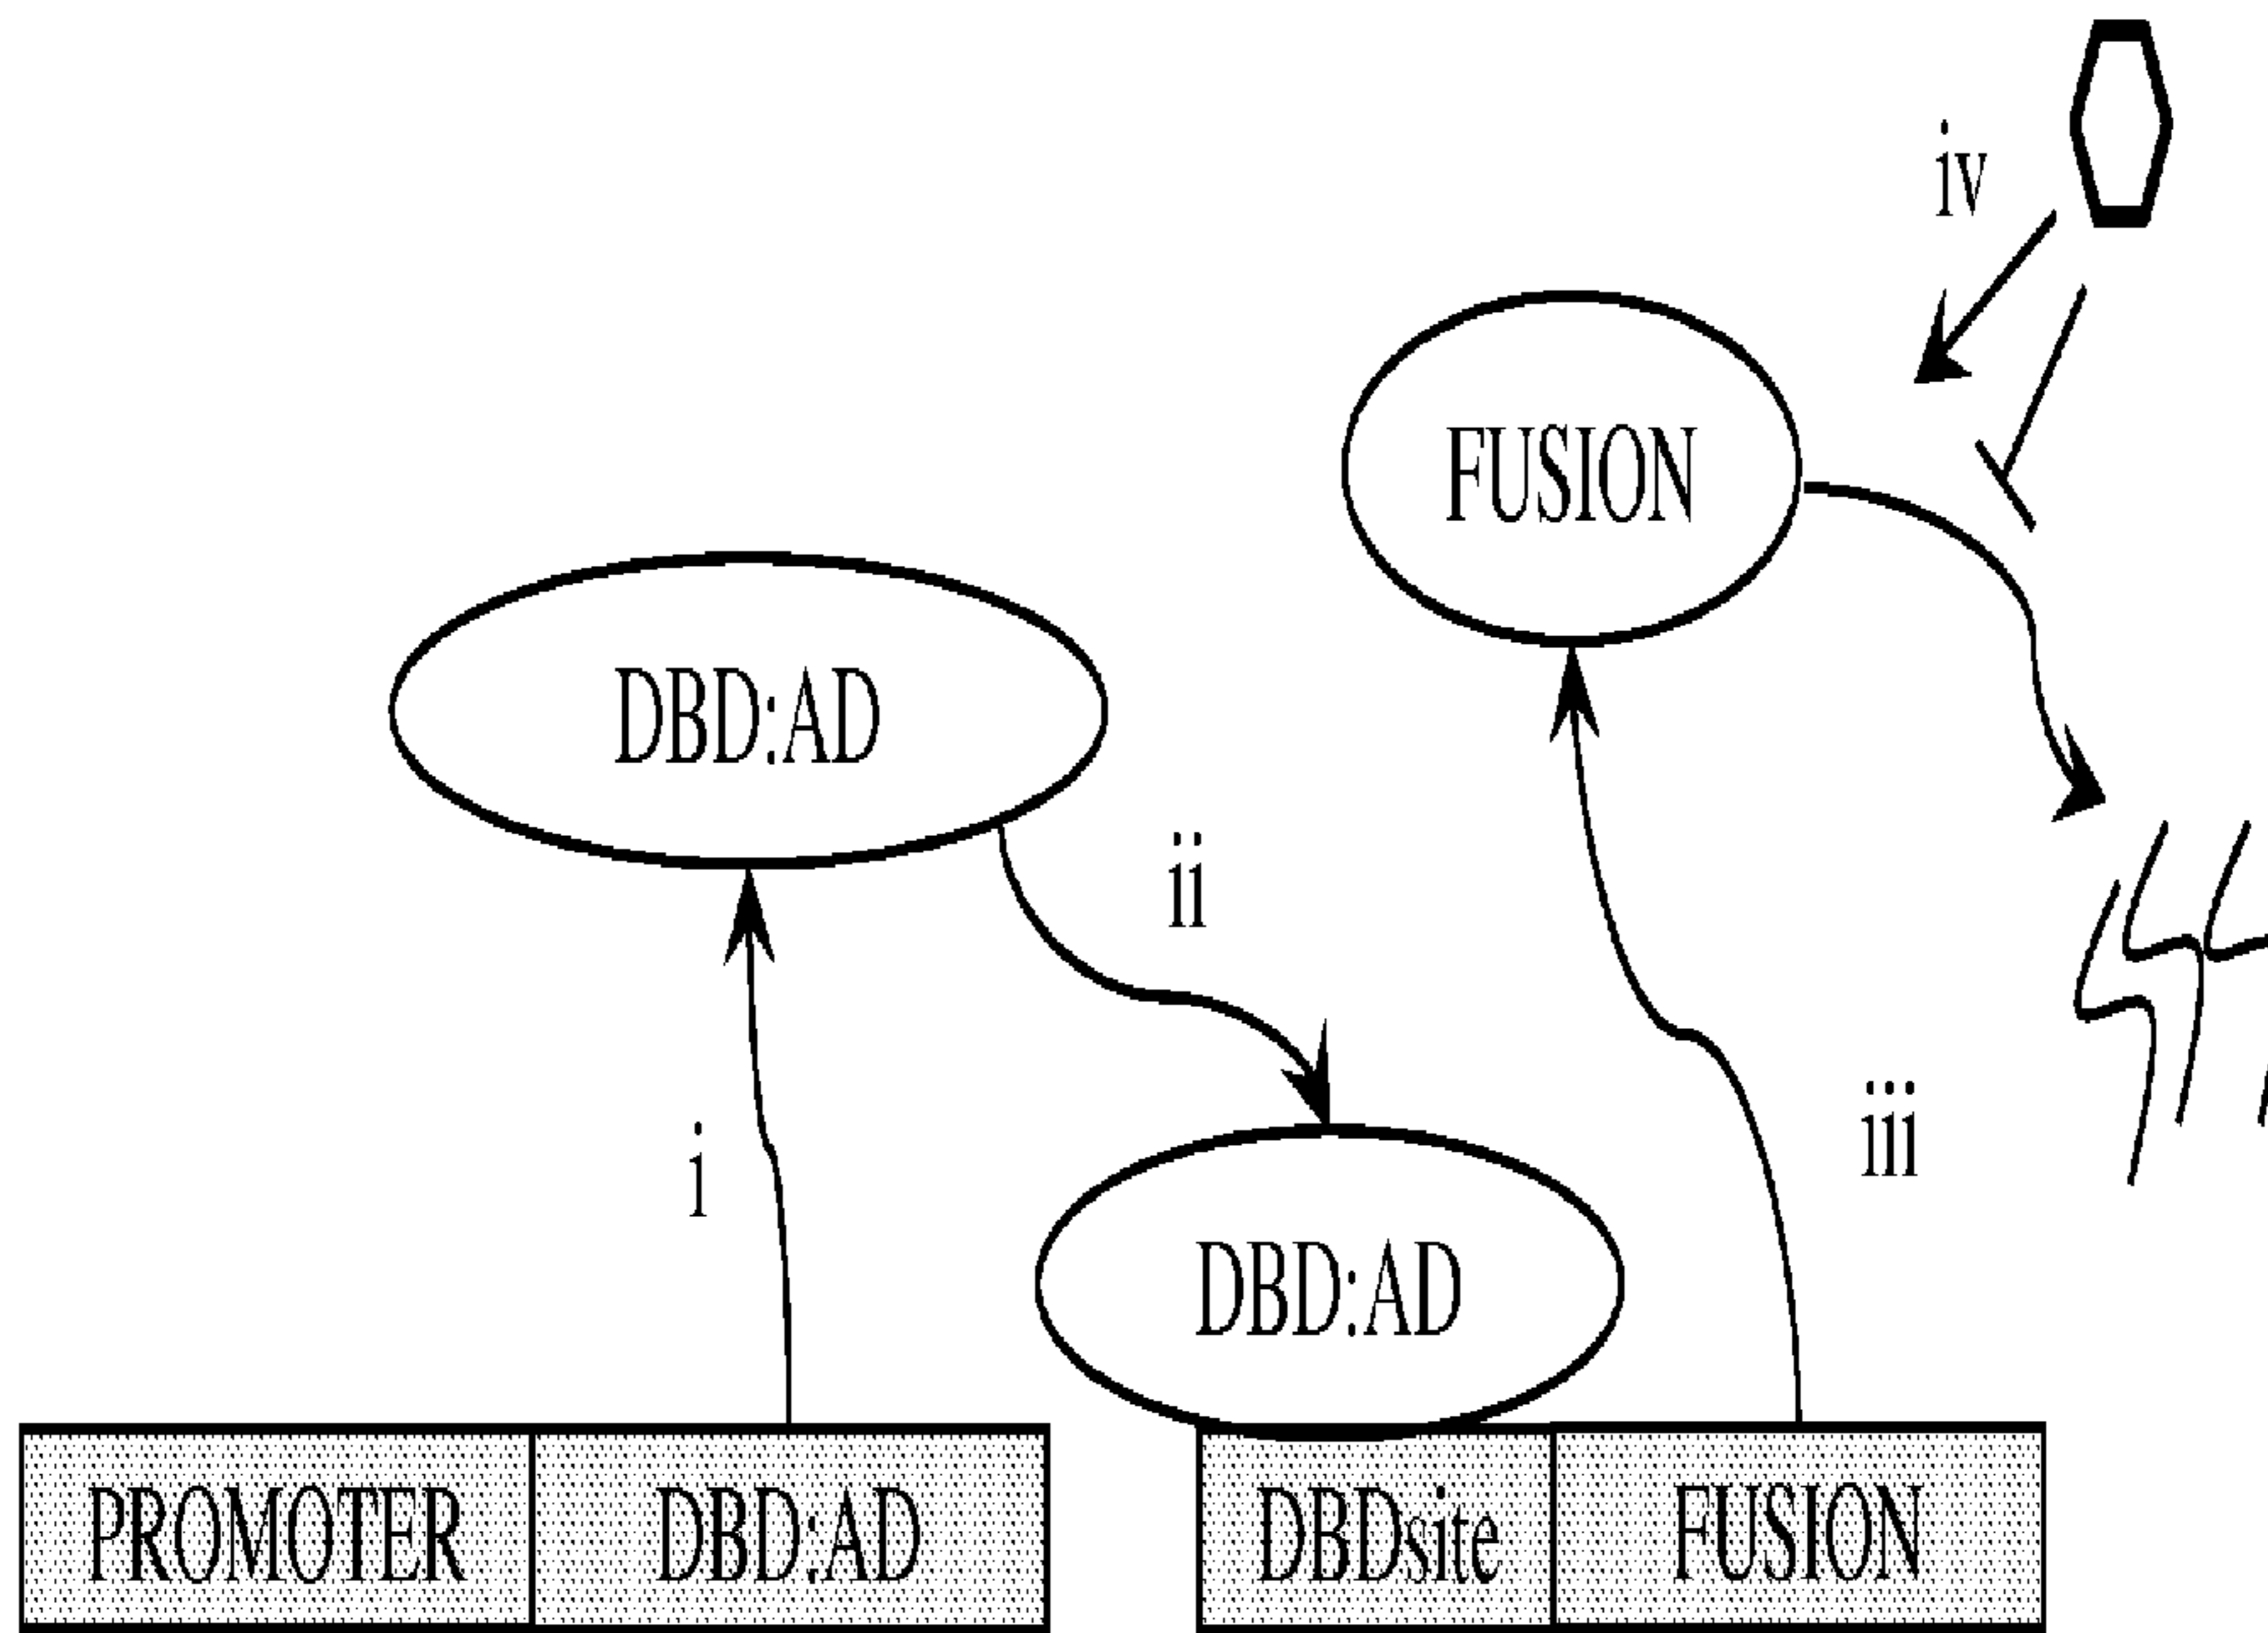 iv
FUSION
DBD:AD
ii
iii
i
DBD:AD
PROMOTER DBD:AD DBDsite FUSION